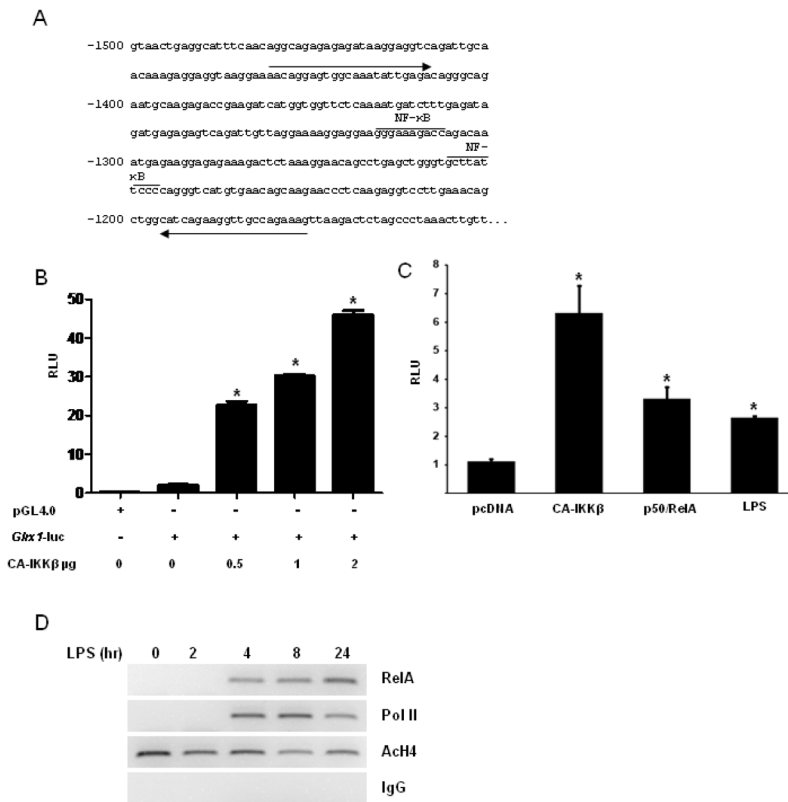 A
-1500 gtaactgaggcatttcaacaggcagagagagataaggaggtcagattgca
acaaagaggaggtaaggaaaacaggagtggcaaatattgagacagggcag
-1400 aatgcaagagaccgaagatcatggtggttctcaaaatgatctttgagata
NF-κB
gatgagagagtcagattgttaggaaaaggaggaagggaaagaccagacaa
-1300 atgagaaggagagaaagactctaaaggaacagcctgagctgggtgcttat
NF-
κB
tccccagggtcatgtgaacagcaagaaccctcaagaggtccttgaaacag
-1200 ctggcatcagaaggttgccagaaagttaagactctagccctaaacttgtt...
B
RLU
50
40
30
20
10
0
* * *
pGL4.0 + - - - -
Glrx1-luc - + + + +
CA-IKKβ µg 0 0 0.5 1 2
C
RLU
8
7
6
5
4
3
2
1
* * *
pcDNA CA-IKKβ p50/RelA LPS
D
LPS (hr) 0 2 4 8 24
RelA
Pol II
AcH4
IgG